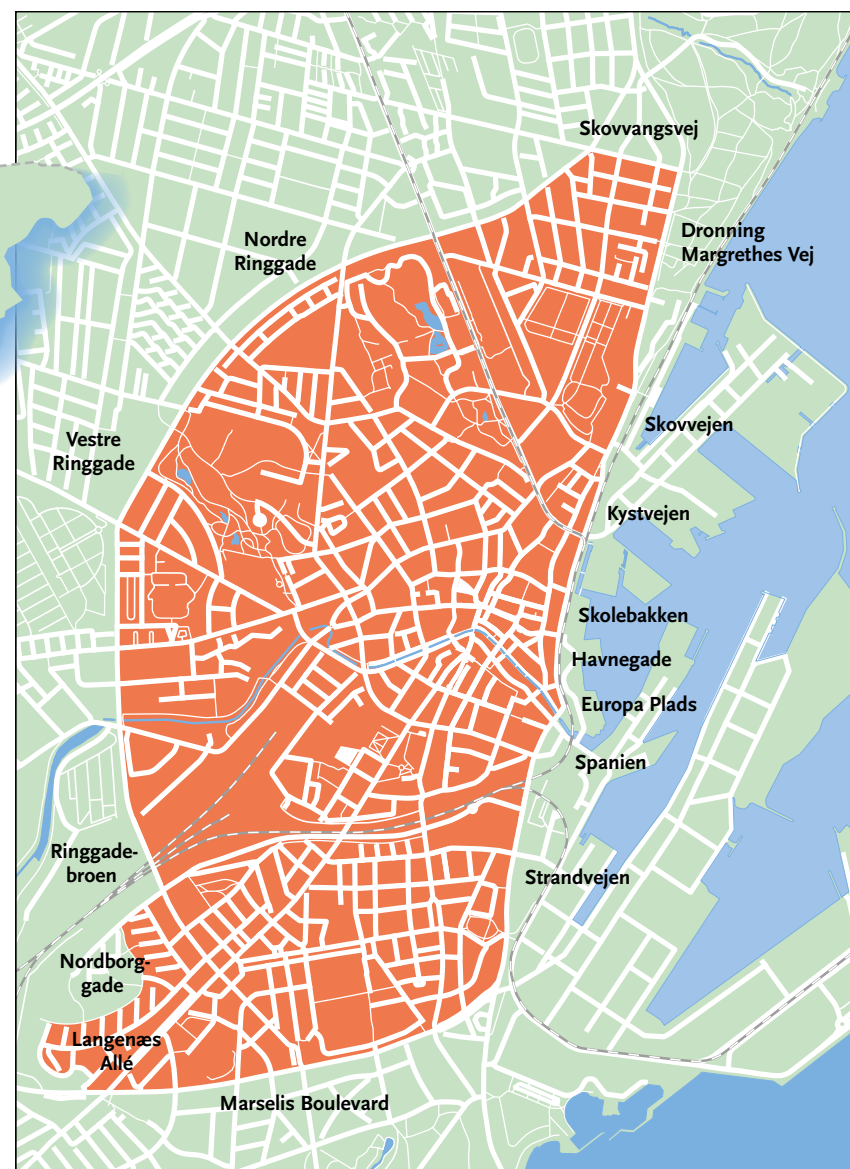 Skovvangsvej
Dronning
Margrethes Vej
Nordre
Ringgade
Skovvejen
Vestre
Ringgade
Kystvejen
Skolebakken
Havnegade
Europa Plads
Spanien
Ringgade-
broen
Strandvejen
Nordborg-
gade
Langenæs
Allé
Marselis Boulevard